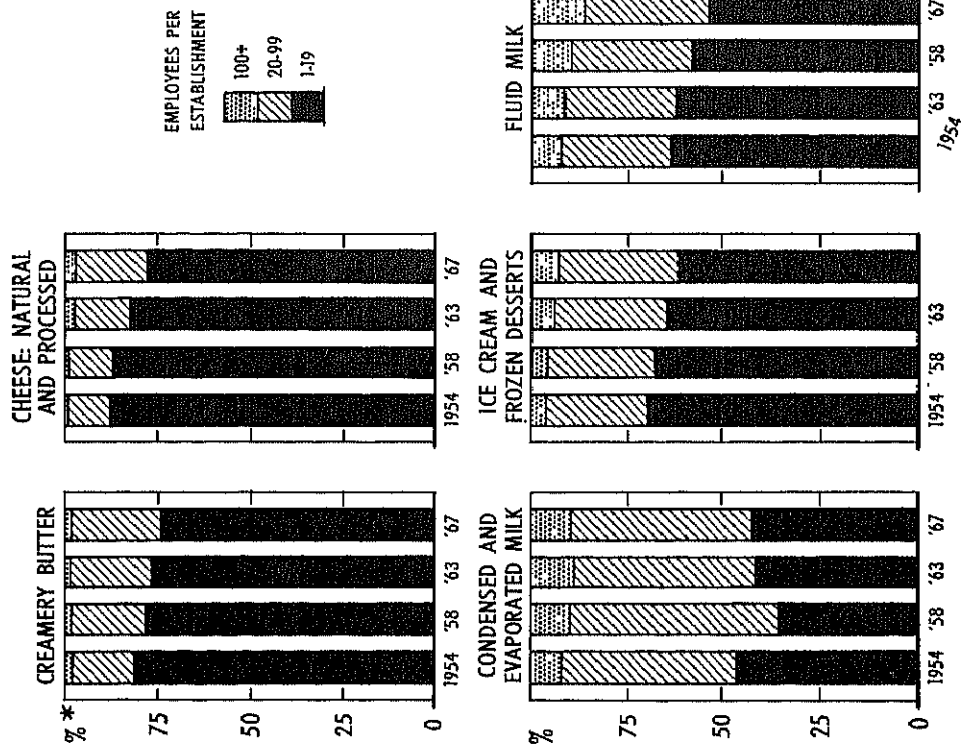 CREAMERY BUTTER
% *
75
50
25
0
1954 '58 '63 '67
CHEESE: NATURAL
AND PROCESSED
1954 '58 '63 '67
EMPLOYEES PER
ESTABLISHMENT
100+
20-99
1-19
CONDENSED AND
EVAPORATED MILK
%
75
50
25
0
1954 '58 '63 '67
ICE CREAM AND
FROZEN DESSERTS
1954 '58 '63
FLUID MILK
1954 '63 '58 '67